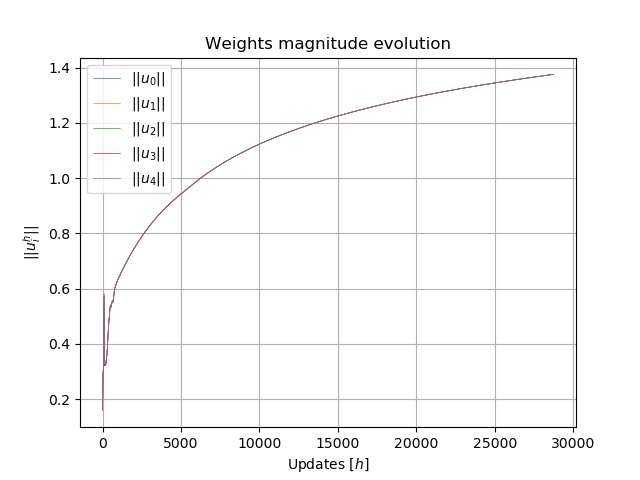 Weights magnitude evolution
||u₀||
||u₁||
||u₂||
||u₃||
||u₄||
1.4
1.2
1.0
0.8
0.6
0.4
0.2
||uᵢʰ||
0 5000 10000 15000 20000 25000 30000
Updates [h]